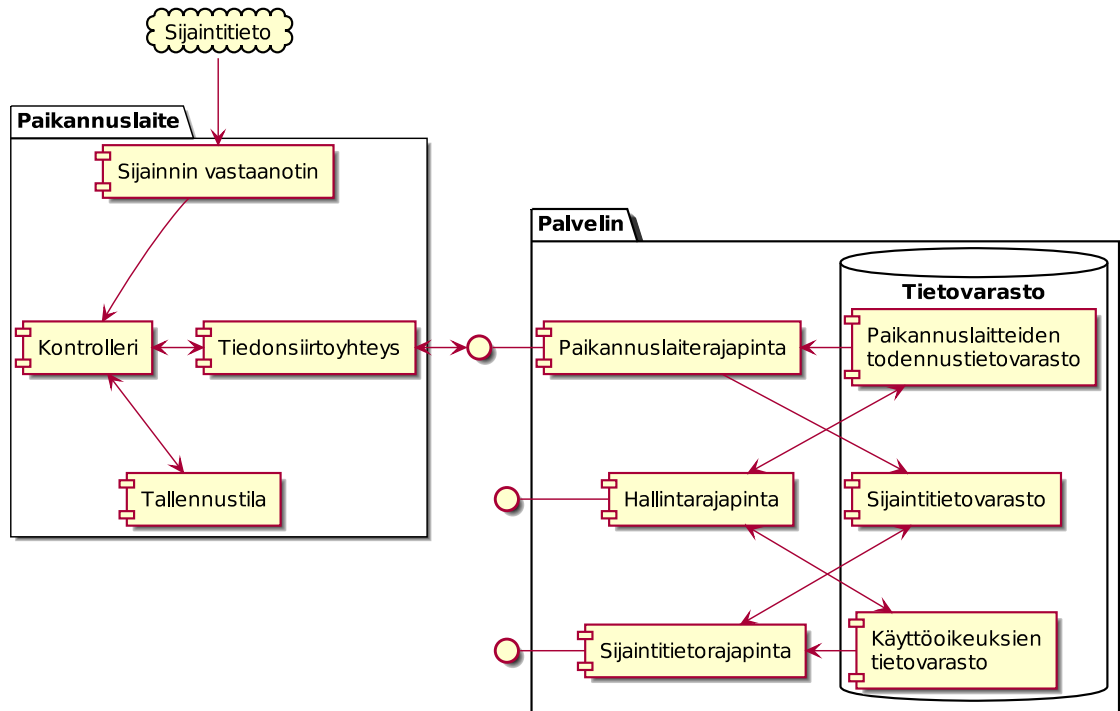 Sijaintitieto
Paikannuslaite
Sijainnin vastaanotin
Kontrolleri
Tiedonsiirtoyhteys
Tallennustila
Palvelin
Tietovarasto
Paikannuslaiterajapinta
Paikannuslaitteiden
todennustietovarasto
Hallintarajapinta
Sijaintitietovarasto
Sijaintitietorajapinta
Käyttöoikeuksien
tietovarasto